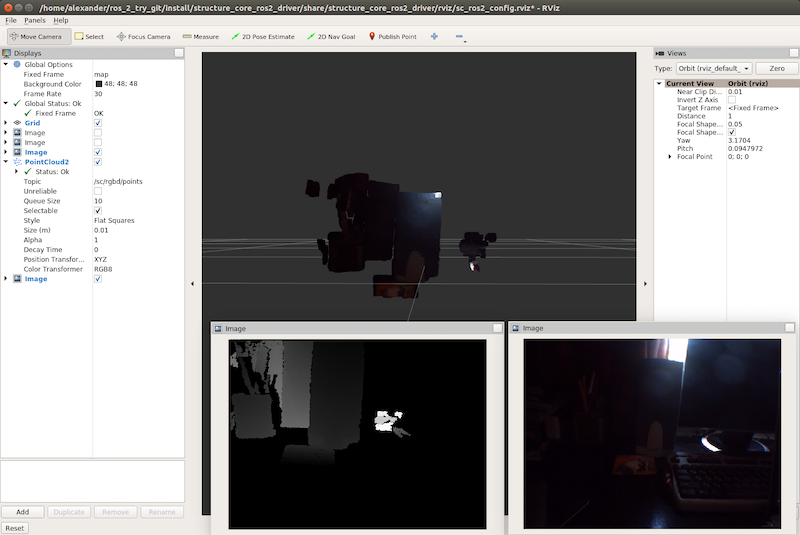 /home/alexander/ros_2_try_git/install/structure_core_ros2_driver/share/structure_core_ros2_driver/rviz/sc_ros2_config.rviz* - RViz
File Panels Help
Move Camera Select Focus Camera Measure 2D Pose Estimate 2D Nav Goal Publish Point
Displays
Global Options
Fixed Frame map
Background Color 48; 48; 48
Frame Rate 30
Global Status: Ok
Fixed Frame OK
Grid
Image
Image
Image
PointCloud2
Status: Ok
Topic /sc/rgbd/points
Unreliable
Queue Size 10
Selectable
Style Flat Squares
Size (m) 0.01
Alpha 1
Decay Time 0
Position Transfor... XYZ
Color Transformer RGB8
Image
Add Duplicate Remove Rename
Reset
Views
Type: Orbit (rviz_default_ Zero
Current View Orbit (rviz)
Near Clip Di... 0.01
Invert Z Axis
Target Frame <Fixed Frame>
Distance 1
Focal Shape... 0.05
Focal Shape...
Yaw 3.1704
Pitch 0.0947972
Focal Point 0; 0; 0
Image
Image